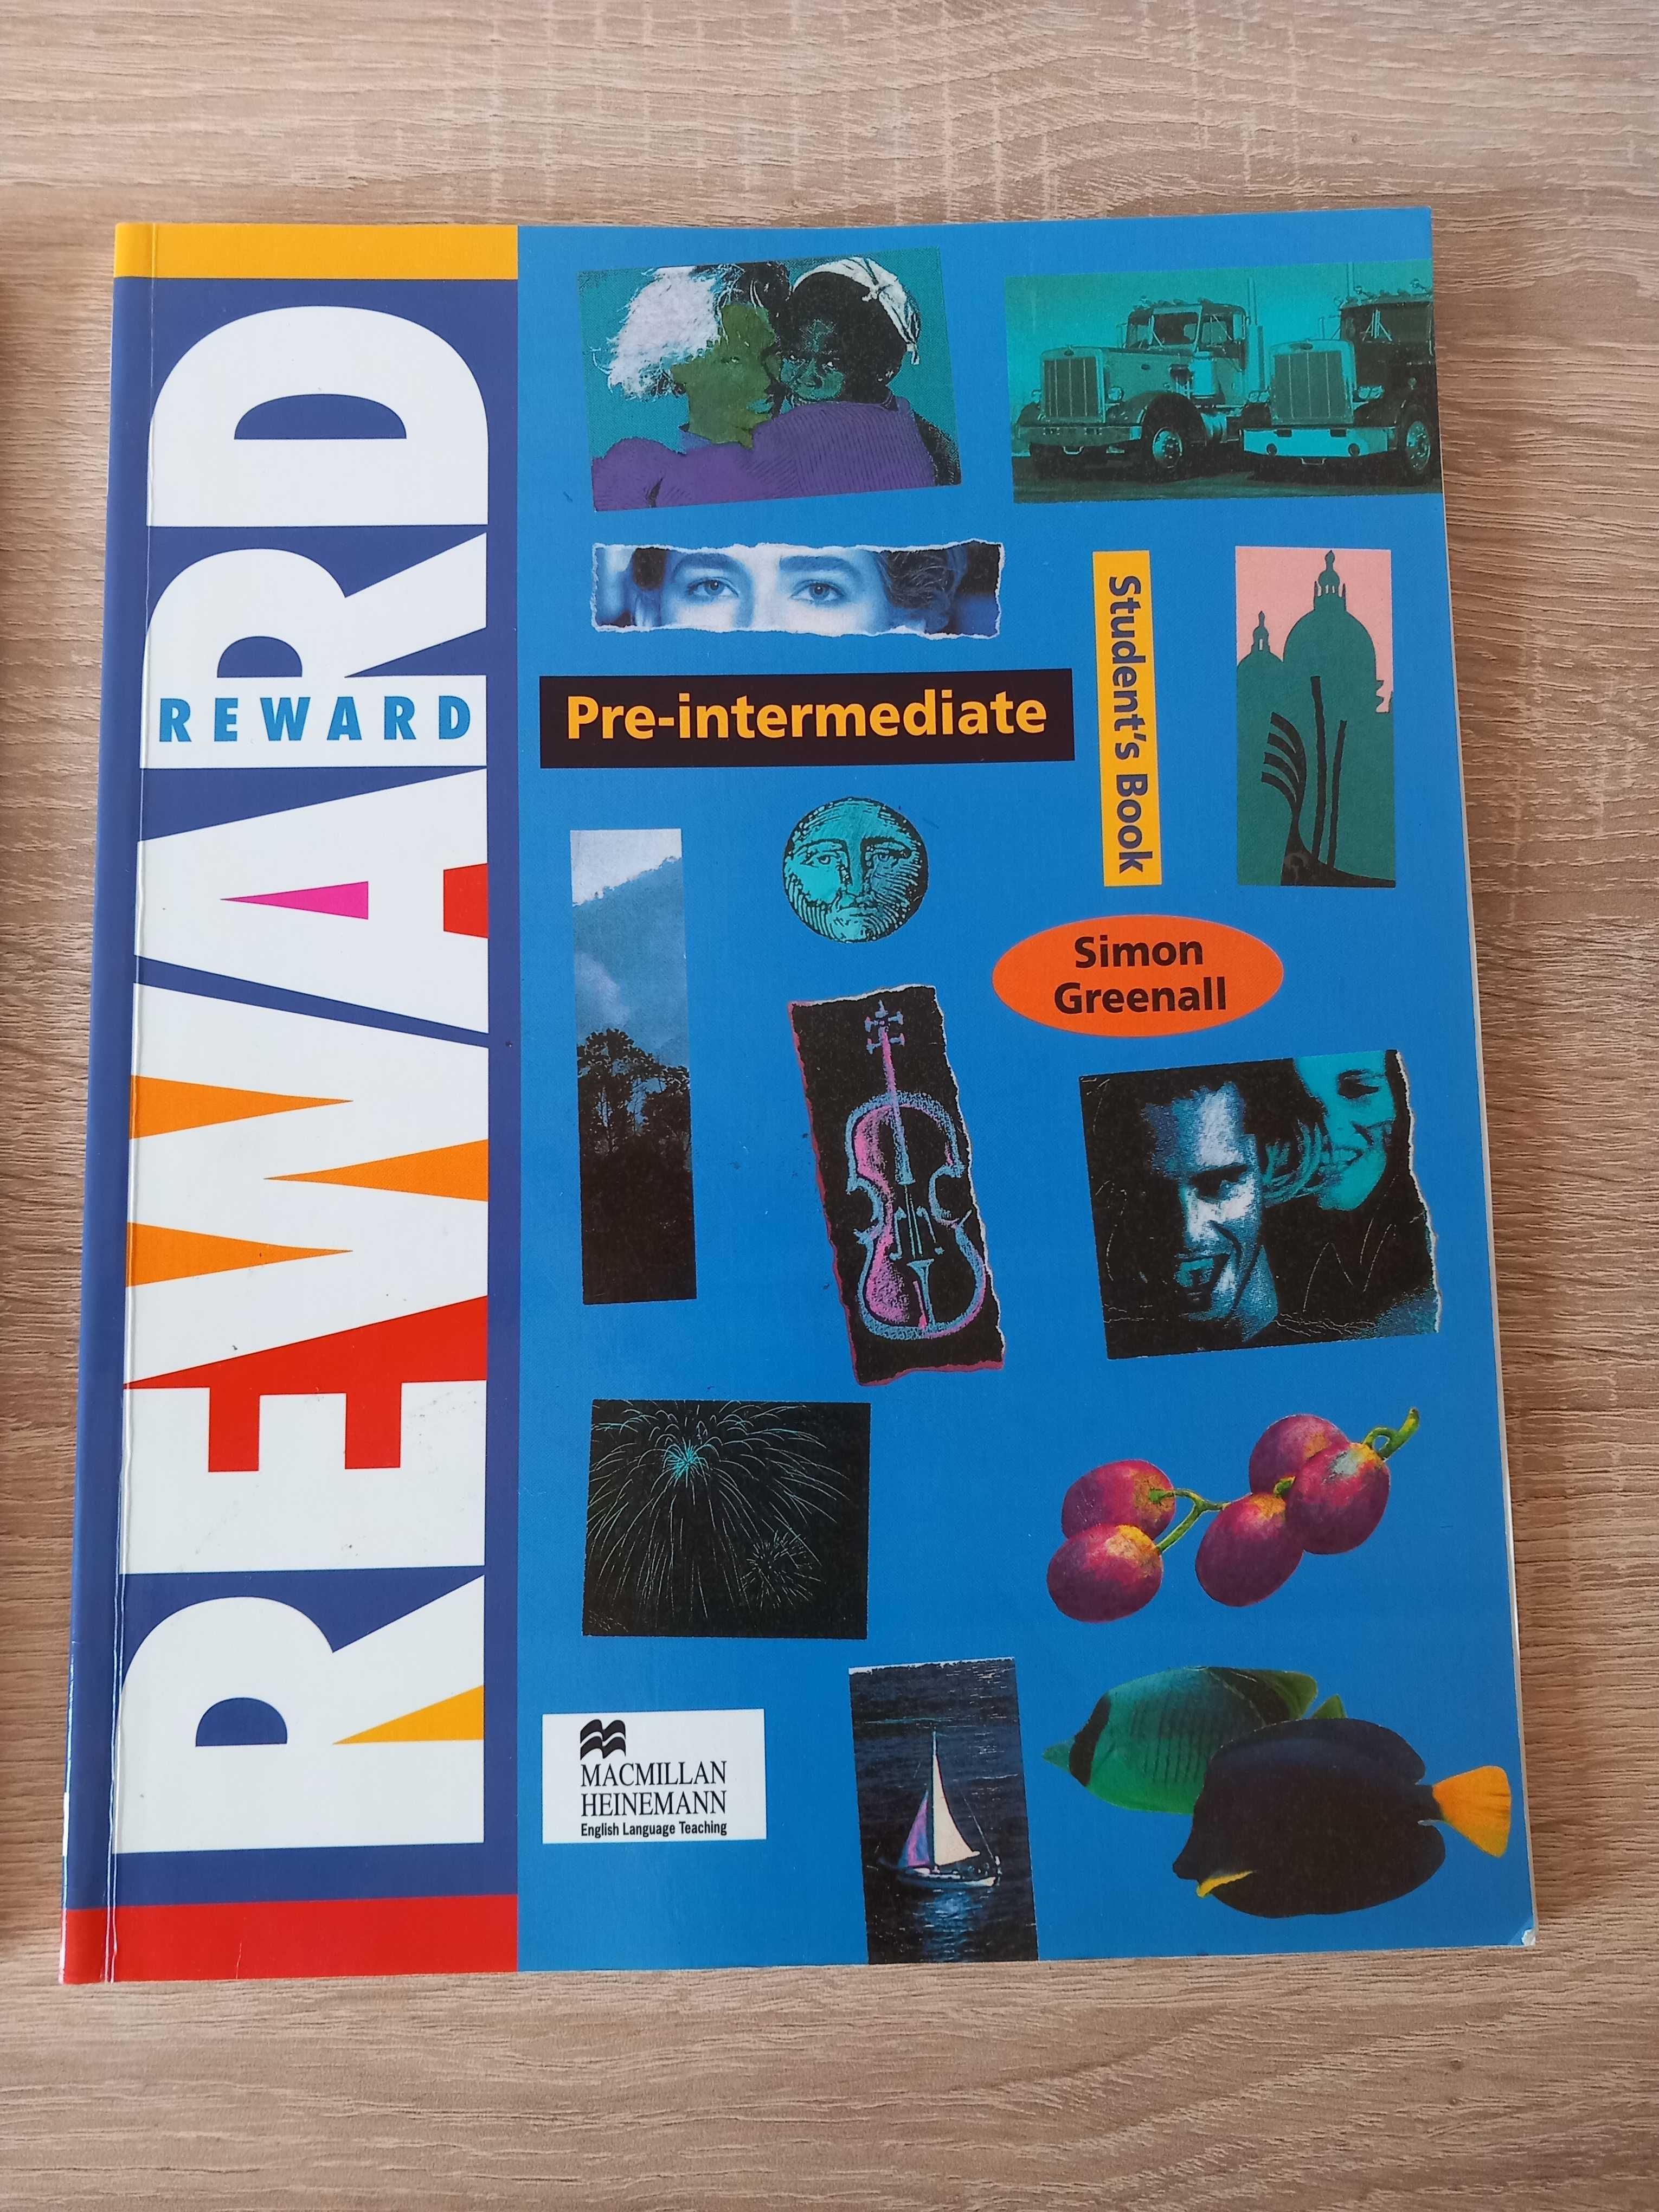 REWARD
REWARD
Pre-intermediate
Student's Book
Simon
Greenall
MACMILLAN
HEINEMANN
English Language Teaching